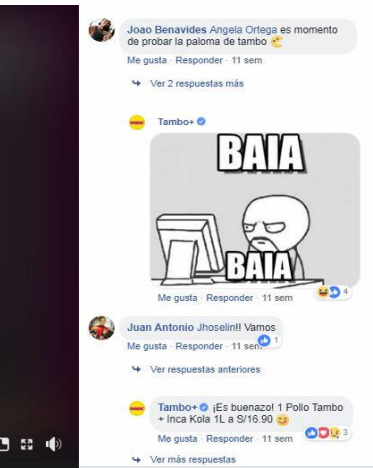 Joao Benavides Angela Ortega es momento
de probar la paloma de tambo
Me gusta · Responder · 11 sem
Ver 2 respuestas más
Tambo+
BAIA
BAIA
Me gusta · Responder · 11 sem
4
Juan Antonio Jhoselin!! Vamos
Me gusta · Responder · 11 sem
1
Ver respuestas anteriores
Tambo+ ¡Es buenazo! 1 Pollo Tambo
+ Inca Kola 1L a S/16.90
Me gusta · Responder · 11 sem
3
Ver más respuestas